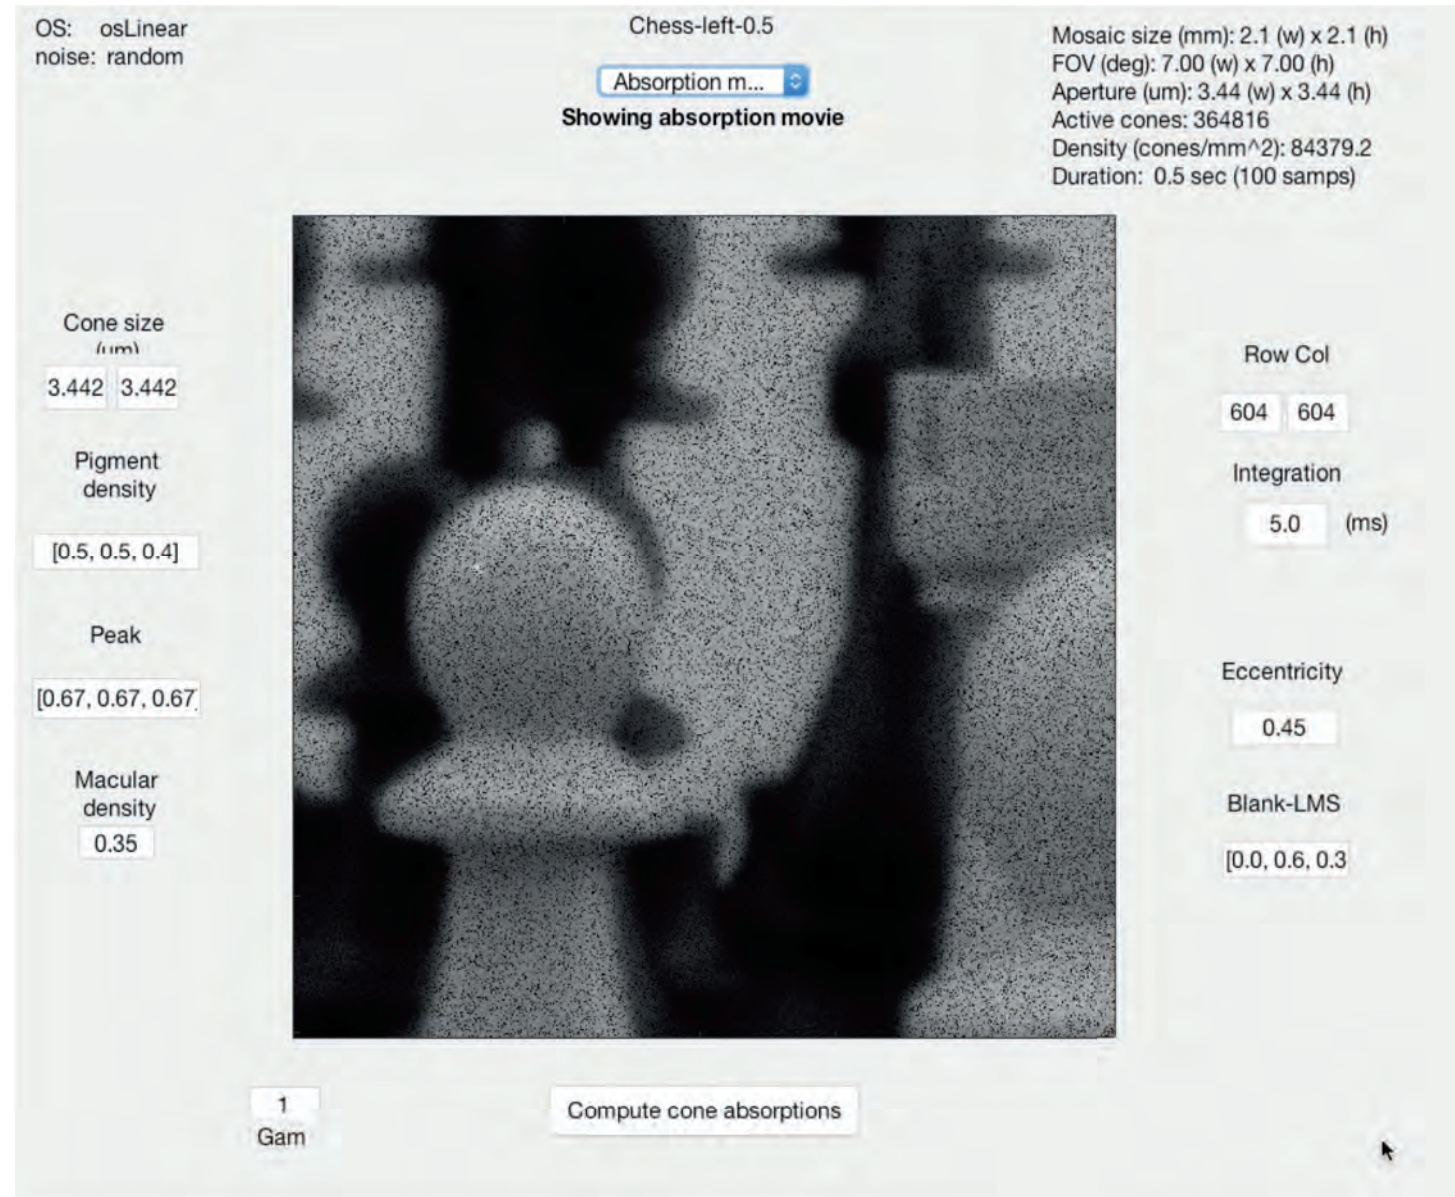 OS: osLinear
noise: random
Chess-left-0.5
Absorption m...
Showing absorption movie
Mosaic size (mm): 2.1 (w) x 2.1 (h)
FOV (deg): 7.00 (w) x 7.00 (h)
Aperture (um): 3.44 (w) x 3.44 (h)
Active cones: 364816
Density (cones/mm^2): 84379.2
Duration: 0.5 sec (100 samps)
Cone size
(um)
3.442 3.442
Pigment
density
[0.5, 0.5, 0.4]
Peak
[0.67, 0.67, 0.67
Macular
density
0.35
Row Col
604 604
Integration
5.0 (ms)
Eccentricity
0.45
Blank-LMS
[0.0, 0.6, 0.3
1
Gam
Compute cone absorptions